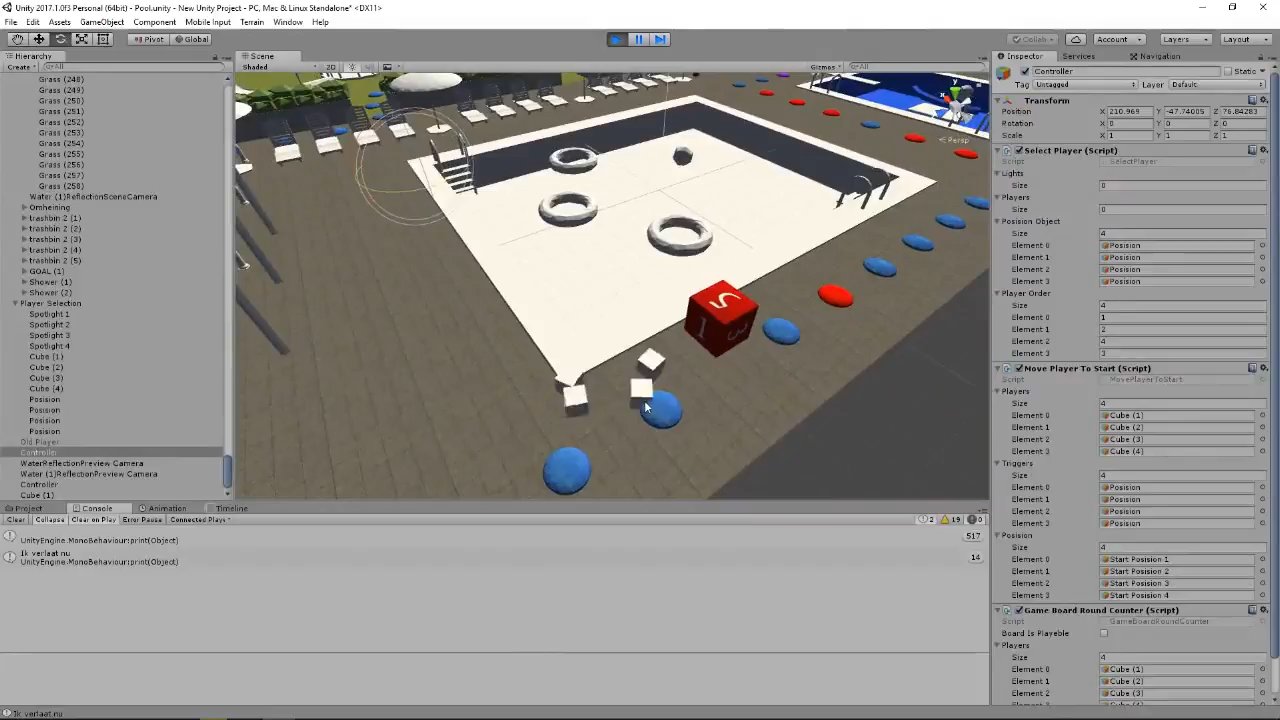 Unity 2017.1.0f3 Personal (64bit) - Pool.unity - New Unity Project - PC, Mac & Linux Standalone* <DX11>
File Edit Assets GameObject Component Mobile Input Terrain Window Help
Pivot Global Collab Account Layers Layout
Hierarchy
Create All
Grass (248)
Grass (249)
Grass (250)
Grass (251)
Grass (252)
Grass (253)
Grass (254)
Grass (255)
Grass (256)
Grass (257)
Grass (258)
Water (1)ReflectionSceneCamera
Omheining
trashbin 2 (1)
trashbin 2 (2)
trashbin 2 (3)
trashbin 2 (4)
trashbin 2 (5)
GOAL (1)
Shower (1)
Shower (2)
Player Selection
Spotlight 1
Spotlight 2
Spotlight 3
Spotlight 4
Cube (1)
Cube (2)
Cube (3)
Cube (4)
Posision
Posision
Posision
Posision
Old Player
Controller
WaterReflectionPreview Camera
Water (1)ReflectionPreview Camera
Controller
Cube (1)
Scene
Shaded 2D Gizmos All
y
x
Persp
1
3
Project Console Animation Timeline
Clear Collapse Clear on Play Error Pause Connected Playe 2 19 0
UnityEngine.MonoBehaviour:print(Object) 517
Ik verlaat nu
UnityEngine.MonoBehaviour:print(Object) 14
Ik verlaat nu
Inspector Services Navigation
Controller Static
Tag Untagged Layer Default
Transform
Position X 210.969 Y -47.74005 Z 76.84283
Rotation X 0 Y 0 Z 0
Scale X 1 Y 1 Z 1
Select Player (Script)
Script SelectPlayer
Lights
Size 0
Players
Size 0
Posision Object
Size 4
Element 0 Posision
Element 1 Posision
Element 2 Posision
Element 3 Posision
Player Order
Size 4
Element 0 1
Element 1 2
Element 2 4
Element 3 3
Move Player To Start (Script)
Script MovePlayerToStart
Players
Size 4
Element 0 Cube (1)
Element 1 Cube (2)
Element 2 Cube (3)
Element 3 Cube (4)
Triggers
Size 4
Element 0 Posision
Element 1 Posision
Element 2 Posision
Element 3 Posision
Position
Size 4
Element 0 Start Posision 1
Element 1 Start Posision 2
Element 2 Start Posision 3
Element 3 Start Posision 4
Game Board Round Counter (Script)
Script GameBoardRoundCounter
Board Is Playeble
Players
Size 4
Element 0 Cube (1)
Element 1 Cube (2)
Element 2 Cube (3)